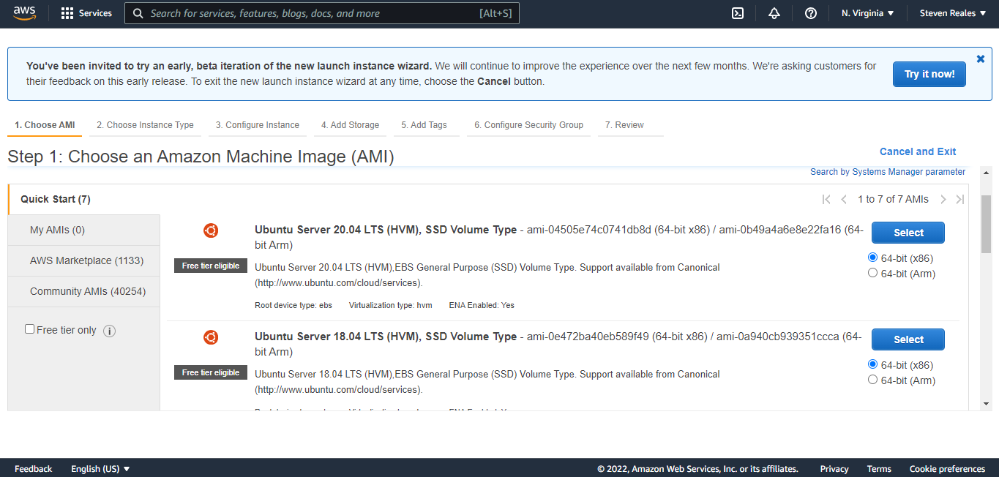 aws
Services
Search for services, features, blogs, docs, and more
[Alt+S]
N. Virginia ▼
Steven Reales ▼
You've been invited to try an early, beta iteration of the new launch instance wizard. We will continue to improve the experience over the next few months. We're asking customers for
their feedback on this early release. To exit the new launch instance wizard at any time, choose the Cancel button.
Try it now!
1. Choose AMI
2. Choose Instance Type
3. Configure Instance
4. Add Storage
5. Add Tags
6. Configure Security Group
7. Review
Step 1: Choose an Amazon Machine Image (AMI)
Cancel and Exit
Search by Systems Manager parameter
Quick Start (7)
1 to 7 of 7 AMIs
My AMIs (0)
AWS Marketplace (1133)
Community AMIs (40254)
Free tier only
Ubuntu Server 20.04 LTS (HVM), SSD Volume Type - ami-04505e74c0741db8d (64-bit x86) / ami-0b49a4a6e8e22fa16 (64-
bit Arm)
Free tier eligible
Ubuntu Server 20.04 LTS (HVM),EBS General Purpose (SSD) Volume Type. Support available from Canonical
(http://www.ubuntu.com/cloud/services).
Root device type: ebs
Virtualization type: hvm
ENA Enabled: Yes
Select
64-bit (x86)
64-bit (Arm)
Ubuntu Server 18.04 LTS (HVM), SSD Volume Type - ami-0e472ba40eb589f49 (64-bit x86) / ami-0a940cb939351ccca (64-
bit Arm)
Free tier eligible
Ubuntu Server 18.04 LTS (HVM),EBS General Purpose (SSD) Volume Type. Support available from Canonical
(http://www.ubuntu.com/cloud/services).
Select
64-bit (x86)
64-bit (Arm)
Feedback
English (US) ▼
© 2022, Amazon Web Services, Inc. or its affiliates.
Privacy
Terms
Cookie preferences